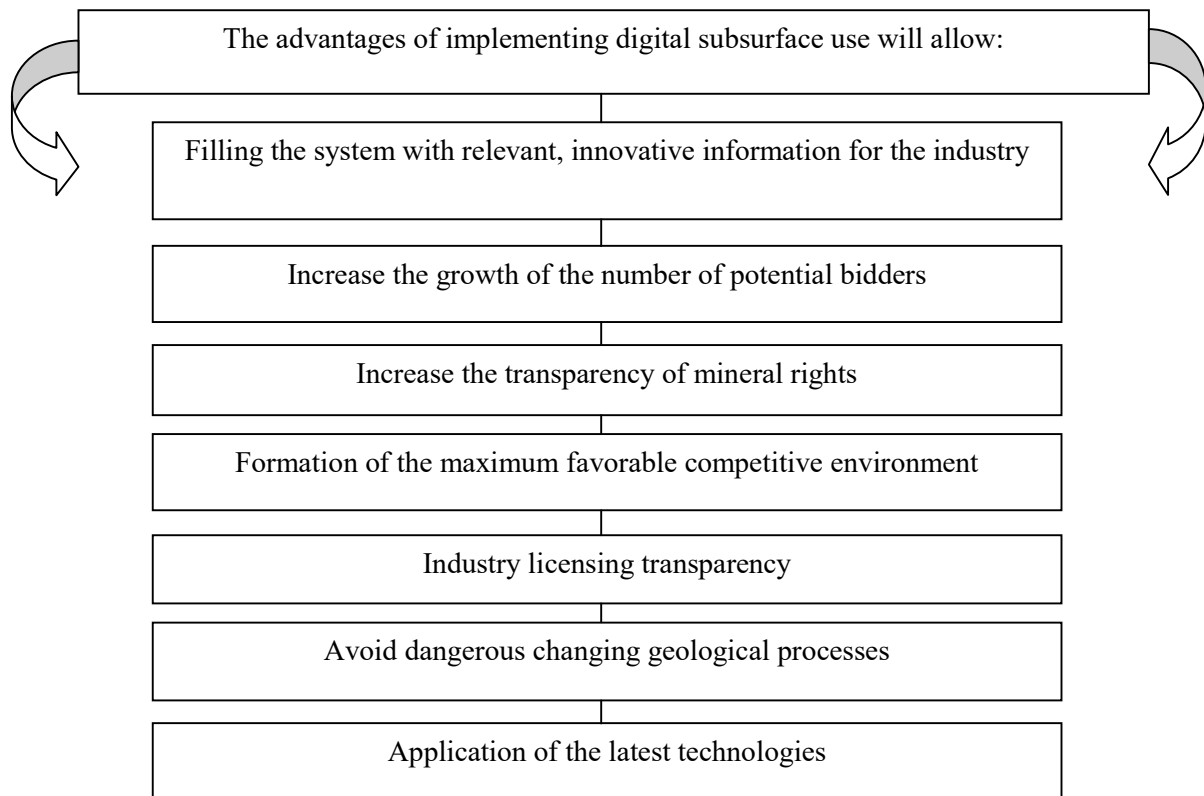 The advantages of implementing digital subsurface use will allow:
Filling the system with relevant, innovative information for the industry
Increase the growth of the number of potential bidders
Increase the transparency of mineral rights
Formation of the maximum favorable competitive environment
Industry licensing transparency
Avoid dangerous changing geological processes
Application of the latest technologies